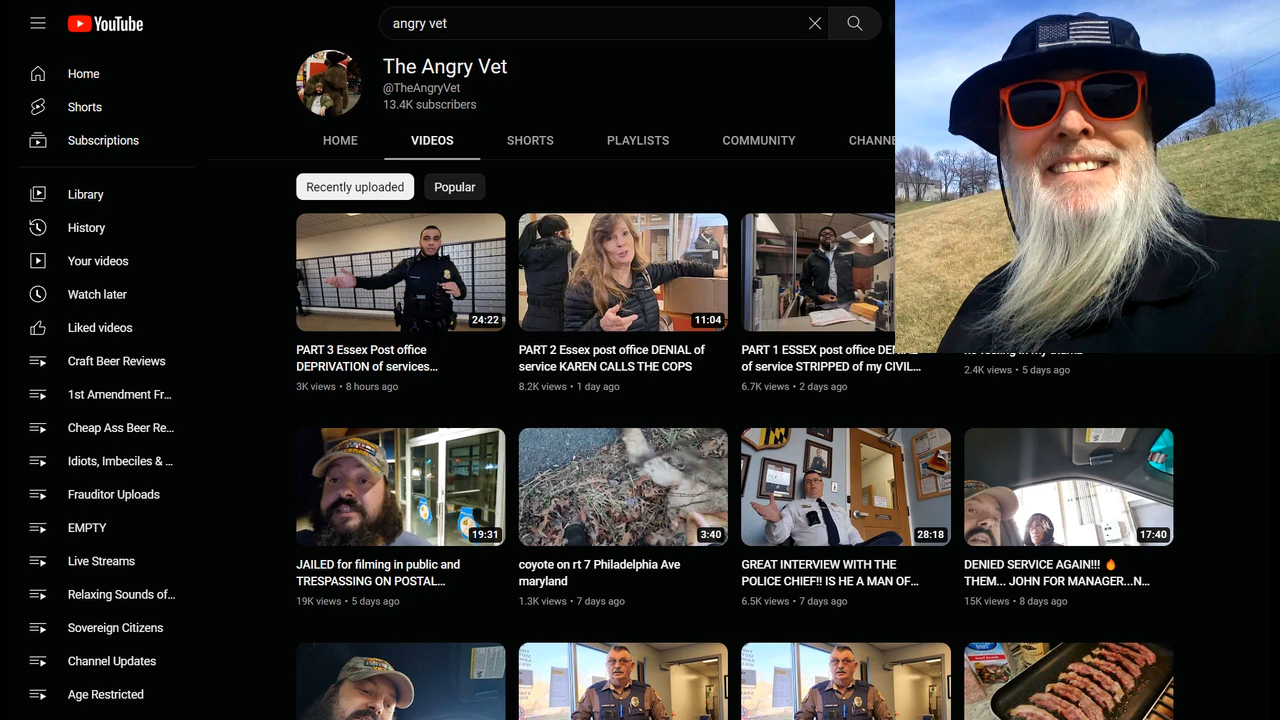 YouTube
angry vet
Home
Shorts
Subscriptions
Library
History
Your videos
Watch later
Liked videos
Craft Beer Reviews
1st Amendment Fr...
Cheap Ass Beer Re...
Idiots, Imbeciles & ...
Frauditor Uploads
EMPTY
Live Streams
Relaxing Sounds of...
Sovereign Citizens
Channel Updates
Age Restricted
The Angry Vet
@TheAngryVet
13.4K subscribers
HOME
VIDEOS
SHORTS
PLAYLISTS
COMMUNITY
CHANNE
Recently uploaded
Popular
24:22
PART 3 Essex Post office
DEPRIVATION of services...
3K views • 8 hours ago
11:04
PART 2 Essex post office DENIAL of
service KAREN CALLS THE COPS
8.2K views • 1 day ago
PART 1 ESSEX post office DENIAL
of service STRIPPED of my CIVIL...
6.7K views • 2 days ago
2.4K views • 5 days ago
19:31
JAILED for filming in public and
TRESPASSING ON POSTAL...
19K views • 5 days ago
3:40
coyote on rt 7 Philadelphia Ave
maryland
1.3K views • 7 days ago
28:18
GREAT INTERVIEW WITH THE
POLICE CHIEF!! IS HE A MAN OF...
6.5K views • 7 days ago
17:40
DENIED SERVICE AGAIN!!! 🔥
THEM... JOHN FOR MANAGER...N...
15K views • 8 days ago